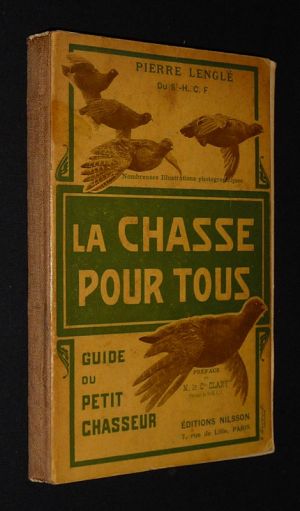 PIERRE LENGLÉ
DU St-H. C. F.
Nombreuses Illustrations photographiques
LA CHASSE
POUR TOUS
GUIDE
DU
PETIT
CHASSEUR
PRÉFACE
M. le Cte CLARY
ÉDITIONS NILSSON
7, rue de Lille, PARIS